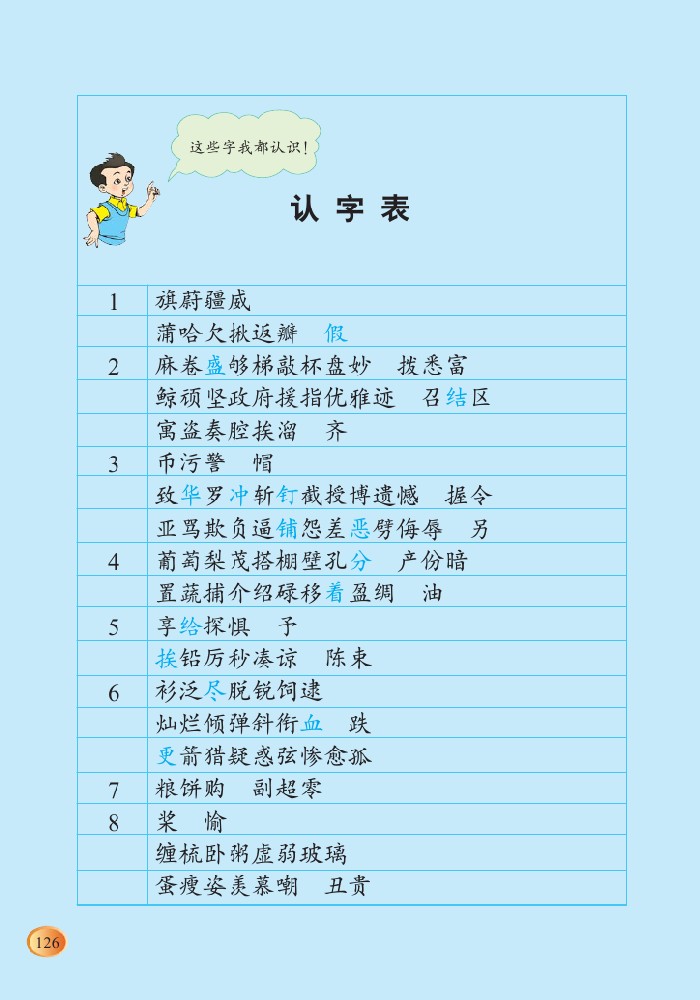 这些字我都认识！
认字表
1 旗蔚疆威
蒲哈欠揪返瓣 假
2 麻卷盛够梯敲杯盘妙 拨悉富
鲸顽坚政府援指优雅迹 召结区
寓盗奏腔挨溜 齐
3 币污警 帽
致华罗冲斩钉截授博遗憾 握令
亚骂欺负逼铺怨差恶劈侮辱 另
4 葡萄梨茂搭棚壁孔分 产份暗
置蔬捕介绍碌移着盈绸 油
5 享给探惧 予
挨铅厉秒凑谅 陈束
6 衫泛尽脱锐饲逮
灿烂倾弹斜衔血 跌
更箭猎疑惑弦惨愈孤
7 粮饼购 副超零
8 桨 愉
缠梳卧粥虚弱玻璃
蛋瘦姿羡慕嘲 丑贵
126